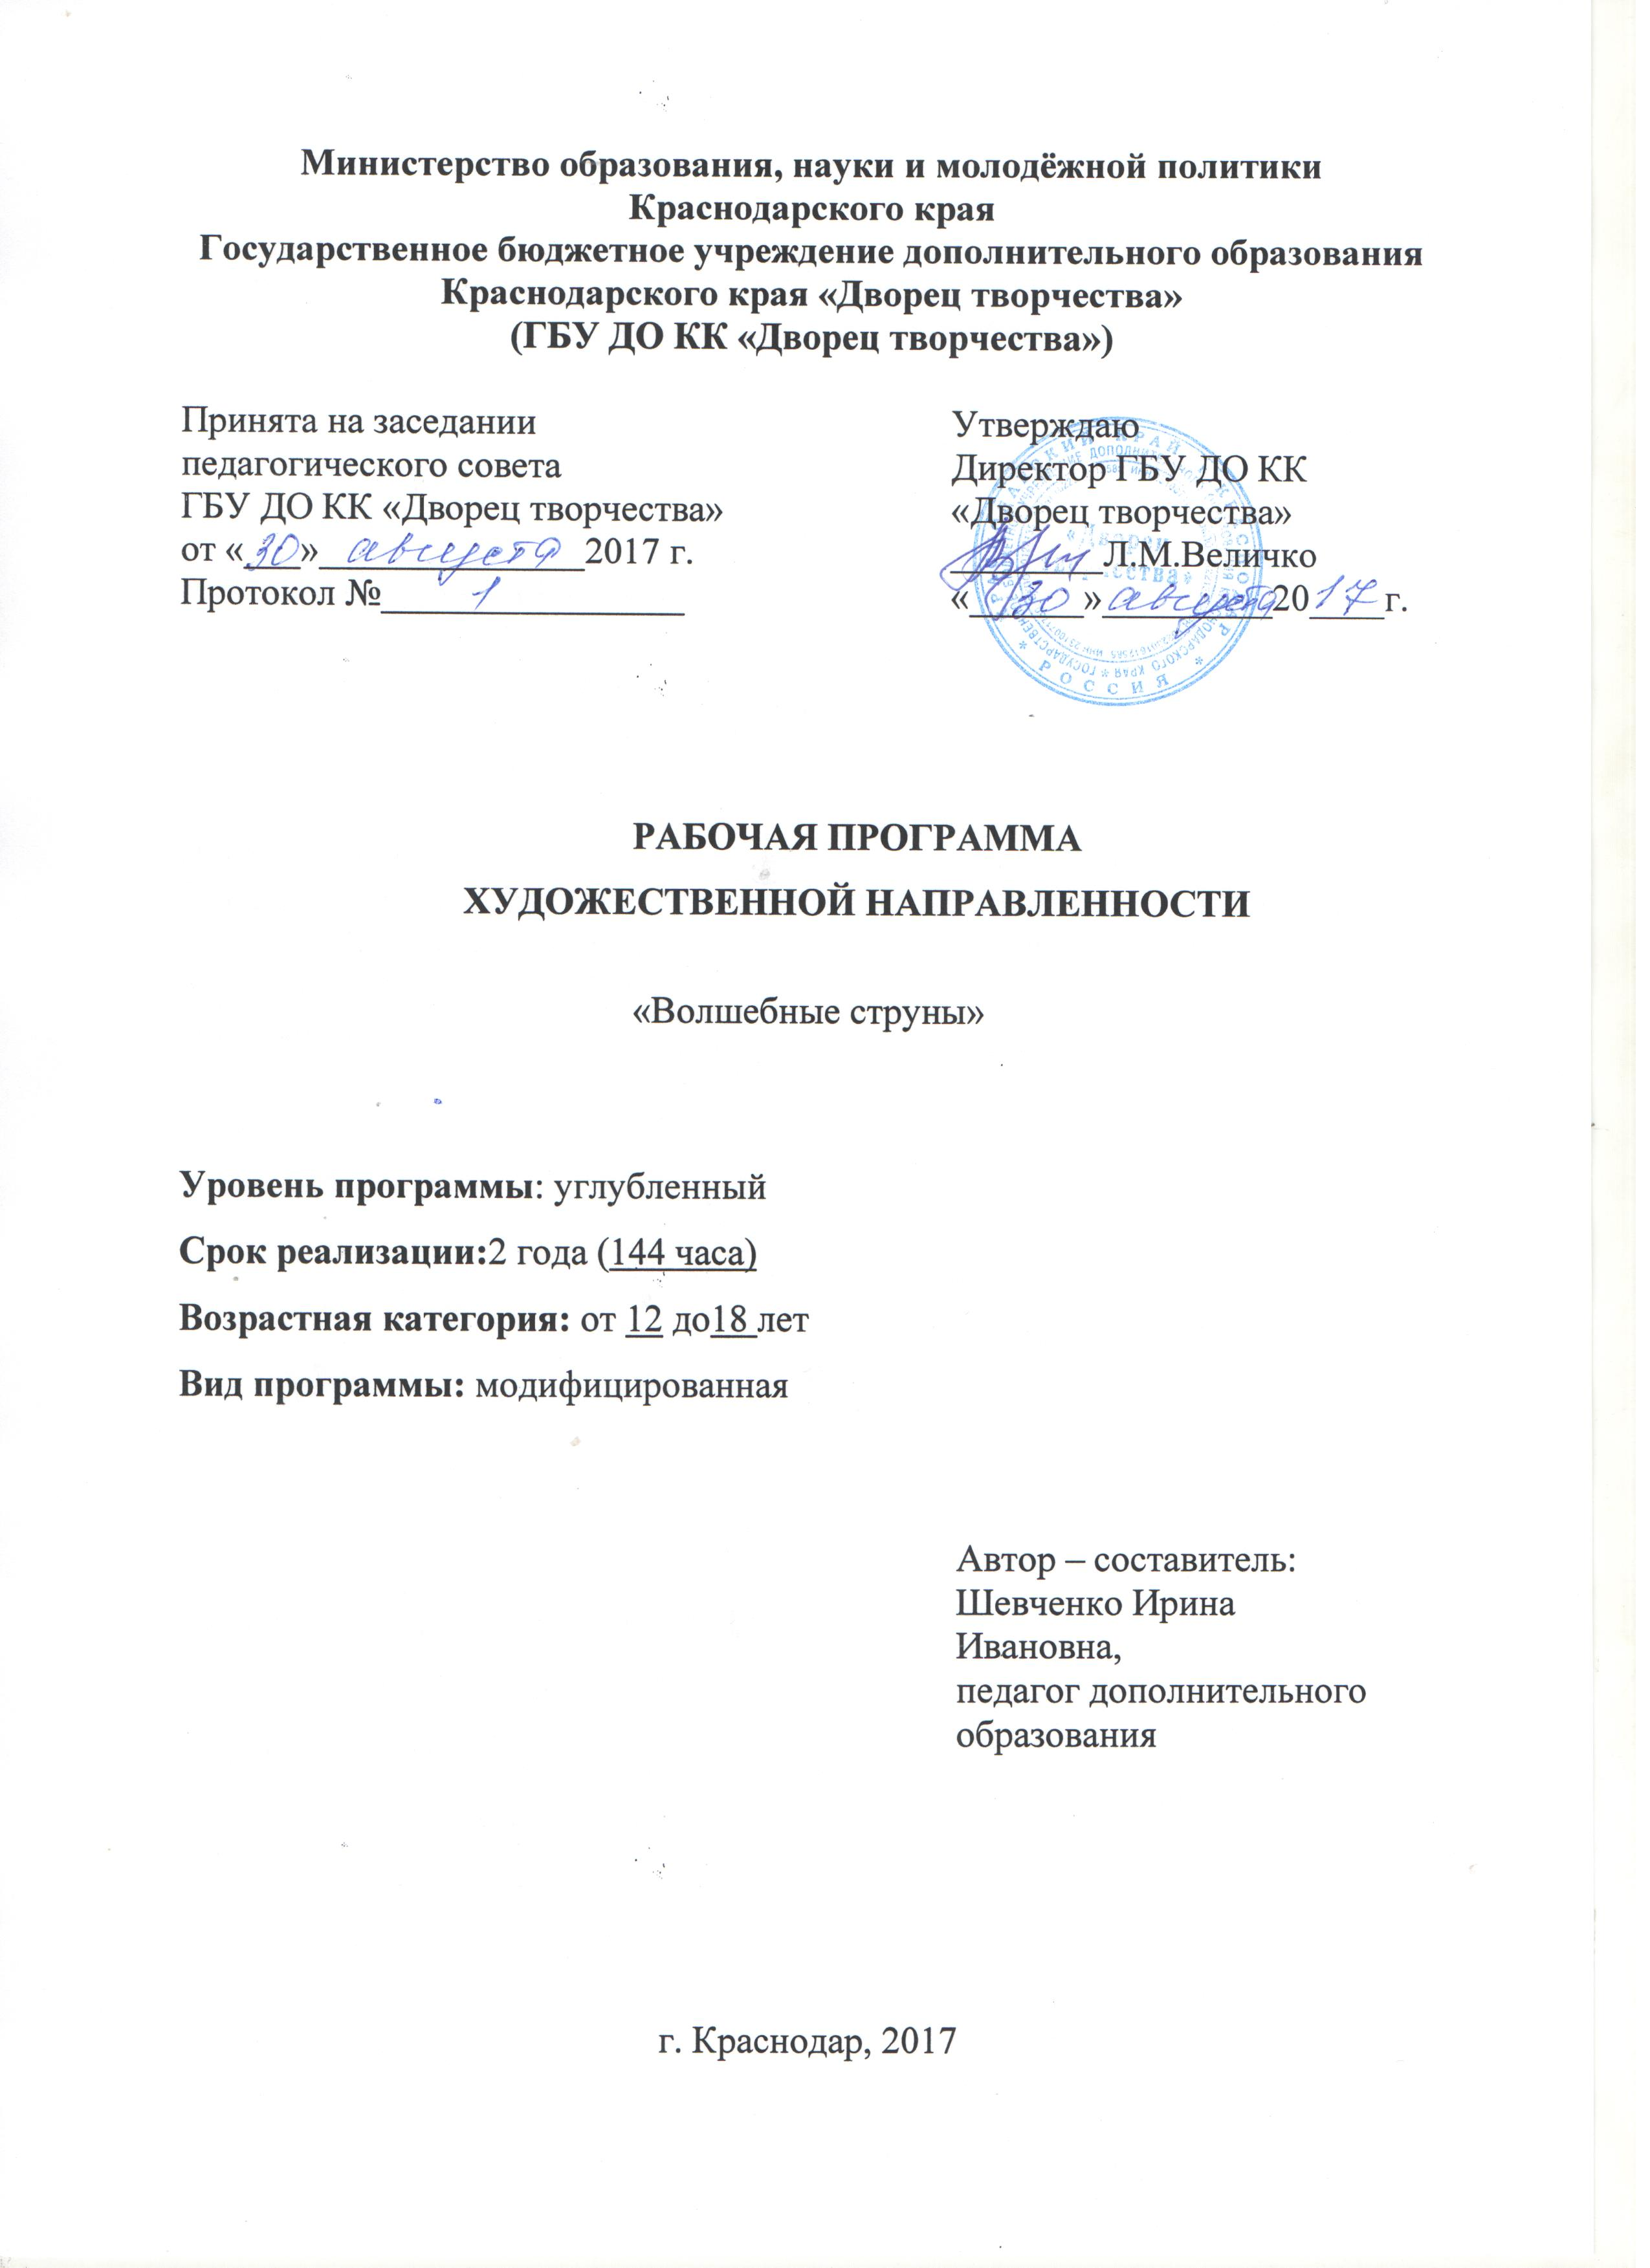 Министерство образования, науки и молодёжной политики
Краснодарского края
Государственное бюджетное учреждение дополнительного образования
Краснодарского края «Дворец творчества»
(ГБУ ДО КК «Дворец творчества»)
Принята на заседании
педагогического совета
ГБУ ДО КК «Дворец творчества»
от «30» августа 2017 г.
Протокол № 1
Утверждаю
Директор ГБУ ДО КК
«Дворец творчества»
Л.М.Величко
«30» августа 2017 г.
РОССИЯ
РАБОЧАЯ ПРОГРАММА
ХУДОЖЕСТВЕННОЙ НАПРАВЛЕННОСТИ
«Волшебные струны»
Уровень программы: углубленный
Срок реализации:2 года (144 часа)
Возрастная категория: от 12 до18 лет
Вид программы: модифицированная
Автор – составитель:
Шевченко Ирина
Ивановна,
педагог дополнительного
образования
г. Краснодар, 2017